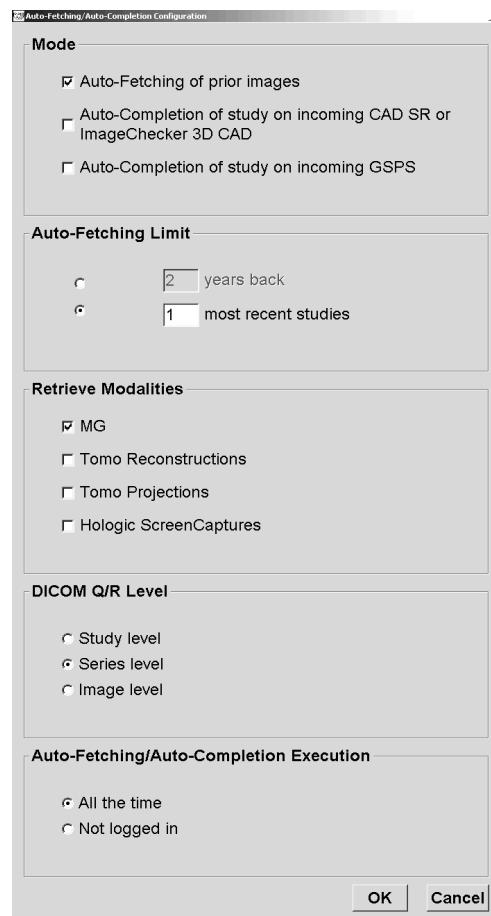 Auto-Fetching/Auto-Completion Configuration
Mode
Auto-Fetching of prior images
Auto-Completion of study on incoming CAD SR or
ImageChecker 3D CAD
Auto-Completion of study on incoming GSPS
Auto-Fetching Limit
2 years back
1 most recent studies
Retrieve Modalities
MG
Tomo Reconstructions
Tomo Projections
Hologic ScreenCaptures
DICOM Q/R Level
Study level
Series level
Image level
Auto-Fetching/Auto-Completion Execution
All the time
Not logged in
OK Cancel